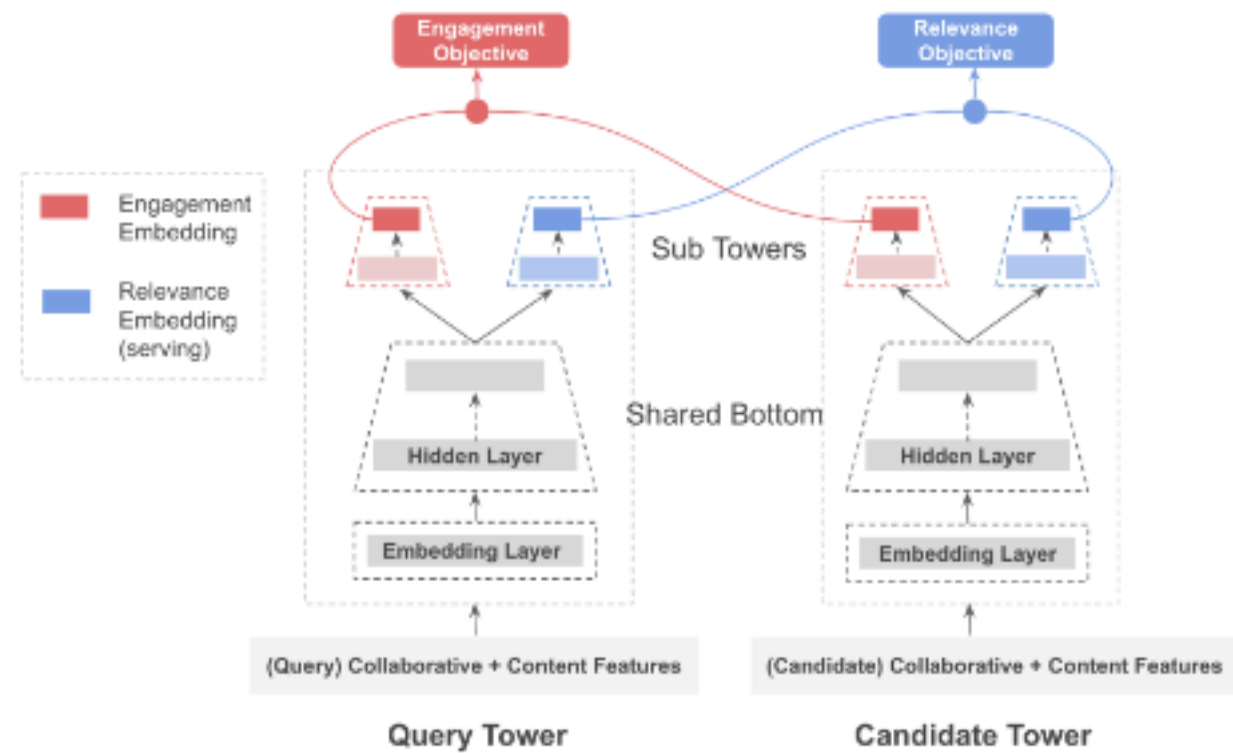 Engagement
Objective
Relevance
Objective
Engagement
Embedding
Relevance
Embedding
(serving)
Sub Towers
Shared Bottom
Hidden Layer
Hidden Layer
Embedding Layer
Embedding Layer
(Query) Collaborative + Content Features
(Candidate) Collaborative + Content Features
Query Tower
Candidate Tower